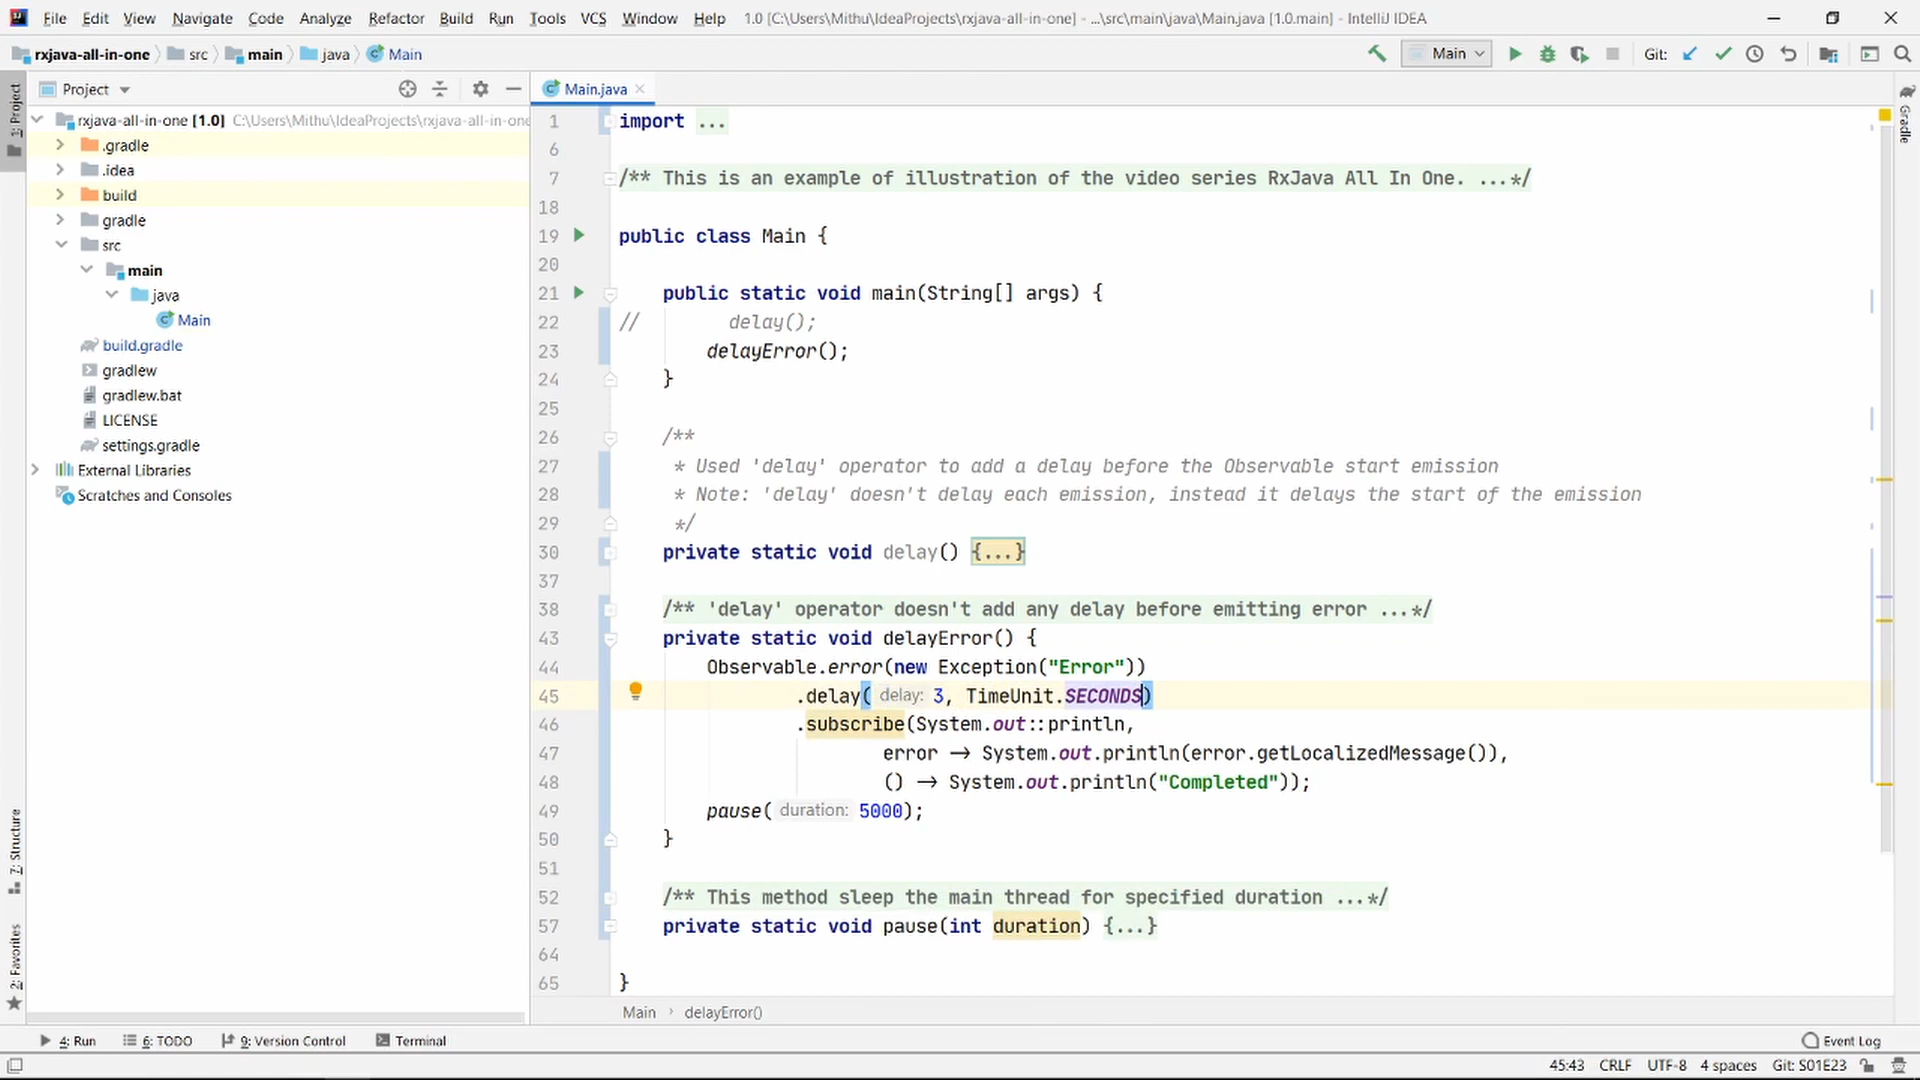 File Edit View Navigate Code Analyze Refactor Build Run Tools VCS Window Help 1.0 [C:\Users\Mithu\IdeaProjects\rxjava-all-in-one] - ...\src\main\java\Main.java [1.0.main] - IntelliJ IDEA
rxjava-all-in-one src main java Main Main Git:
Project Main.java
1: Project
Gradle
rxjava-all-in-one [1.0] C:\Users\Mithu\IdeaProjects\rxjava-all-in-one
.gradle
.idea
build
gradle
src
main
java
Main
build.gradle
gradlew
gradlew.bat
LICENSE
settings.gradle
External Libraries
Scratches and Consoles
7: Structure
2: Favorites
1 import ...
6
7 /** This is an example of illustration of the video series RxJava All In One. ...*/
18
19 public class Main {
20
21 public static void main(String[] args) {
22 // delay();
23 delayError();
24 }
25
26 /**
27 * Used 'delay' operator to add a delay before the Observable start emission
28 * Note: 'delay' doesn't delay each emission, instead it delays the start of the emission
29 */
30 private static void delay() {...}
37
38 /** 'delay' operator doesn't add any delay before emitting error ...*/
43 private static void delayError() {
44 Observable.error(new Exception("Error"))
45 .delay( delay: 3, TimeUnit.SECONDS)
46 .subscribe(System.out::println,
47 error → System.out.println(error.getLocalizedMessage()),
48 () → System.out.println("Completed"));
49 pause( duration: 5000);
50 }
51
52 /** This method sleep the main thread for specified duration ...*/
57 private static void pause(int duration) {...}
64
65 }
Main › delayError()
4: Run 6: TODO 9: Version Control Terminal Event Log
45:43 CRLF UTF-8 4 spaces Git: S01E23